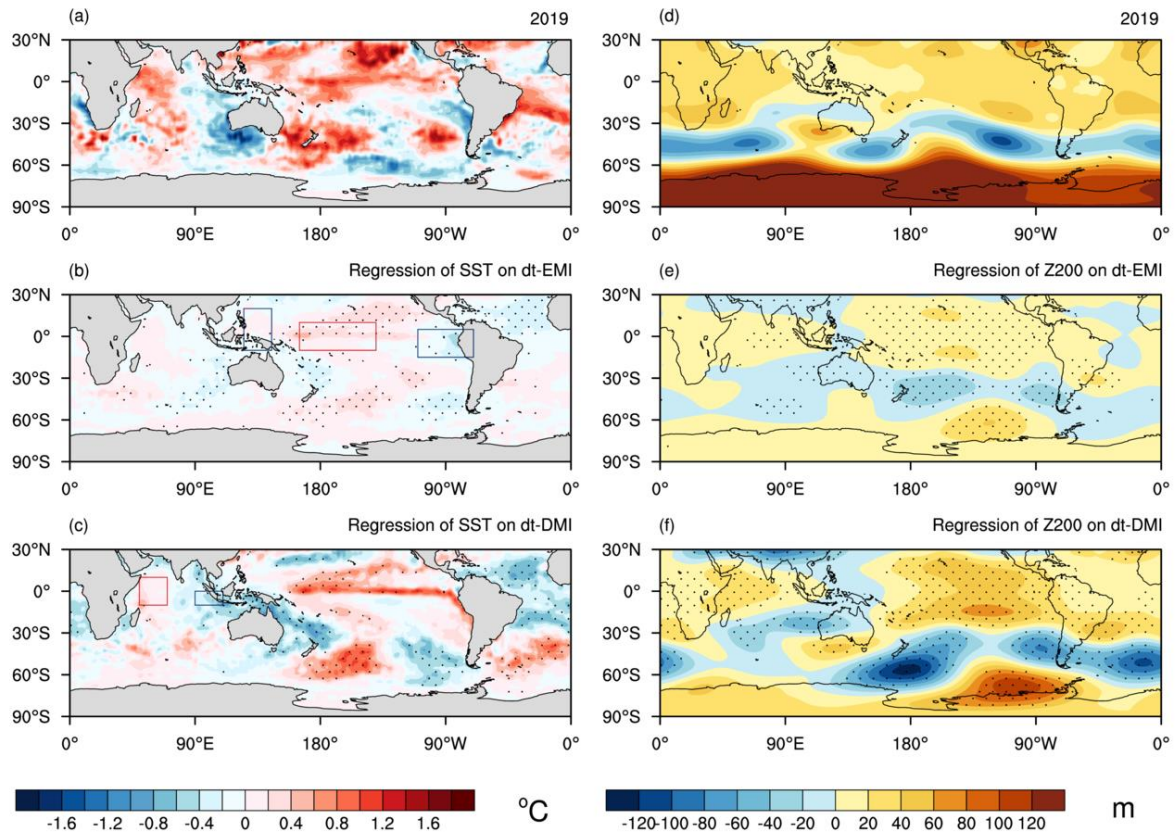 (a) 2019
30°N
0°
30°S
60°S
90°S
0° 90°E 180° 90°W 0°
(d) 2019
30°N
0°
30°S
60°S
90°S
0° 90°E 180° 90°W 0°
(b) Regression of SST on dt-EMI
30°N
0°
30°S
60°S
90°S
0° 90°E 180° 90°W 0°
(e) Regression of Z200 on dt-EMI
30°N
0°
30°S
60°S
90°S
0° 90°E 180° 90°W 0°
(c) Regression of SST on dt-DMI
30°N
0°
30°S
60°S
90°S
0° 90°E 180° 90°W 0°
(f) Regression of Z200 on dt-DMI
30°N
0°
30°S
60°S
90°S
0° 90°E 180° 90°W 0°
-1.6 -1.2 -0.8 -0.4 0 0.4 0.8 1.2 1.6 °C
-120 -100 -80 -60 -40 -20 0 20 40 60 80 100 120 m